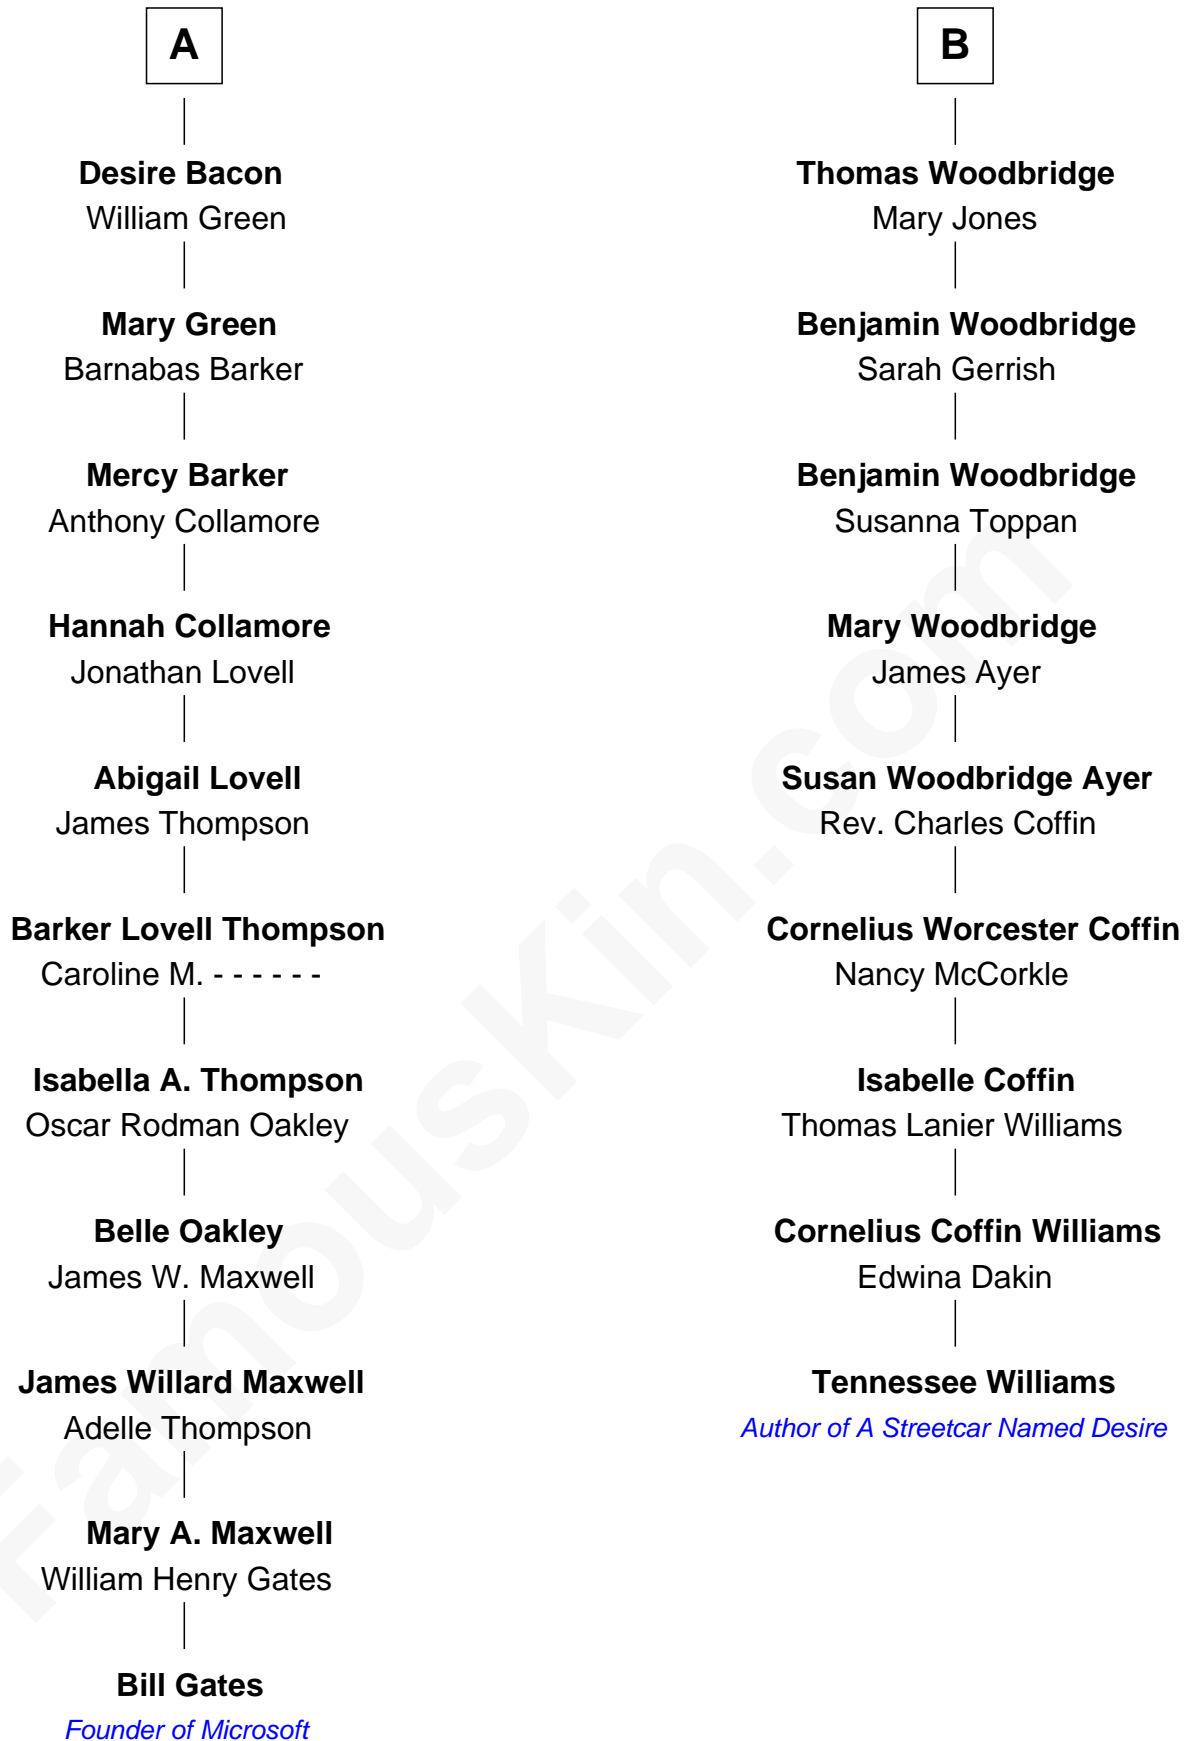 A
Desire Bacon
William Green
Mary Green
Barnabas Barker
Mercy Barker
Anthony Collamore
Hannah Collamore
Jonathan Lovell
Abigail Lovell
James Thompson
Barker Lovell Thompson
Caroline M. - - - - - -
Isabella A. Thompson
Oscar Rodman Oakley
Belle Oakley
James W. Maxwell
James Willard Maxwell
Adelle Thompson
Mary A. Maxwell
William Henry Gates
Bill Gates
Founder of Microsoft
B
Thomas Woodbridge
Mary Jones
Benjamin Woodbridge
Sarah Gerrish
Benjamin Woodbridge
Susanna Toppan
Mary Woodbridge
James Ayer
Susan Woodbridge Ayer
Rev. Charles Coffin
Cornelius Worcester Coffin
Nancy McCorkle
Isabelle Coffin
Thomas Lanier Williams
Cornelius Coffin Williams
Edwina Dakin
Tennessee Williams
Author of A Streetcar Named Desire
FamousKin.com